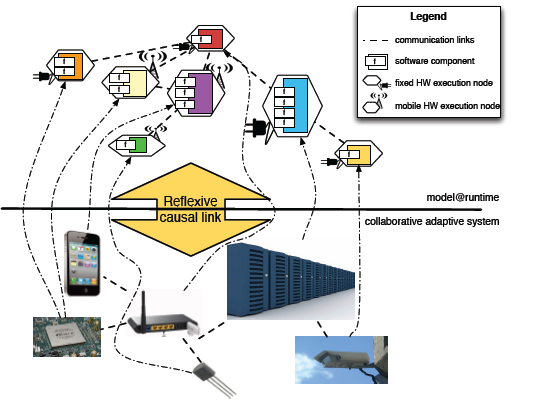 Legend
communication links
software component
fixed HW execution node
mobile HW execution node
f
f
f
f
f
f
f
f
f
f
f
f
f
Reflexive
causal link
model@runtime
collaborative adaptive system